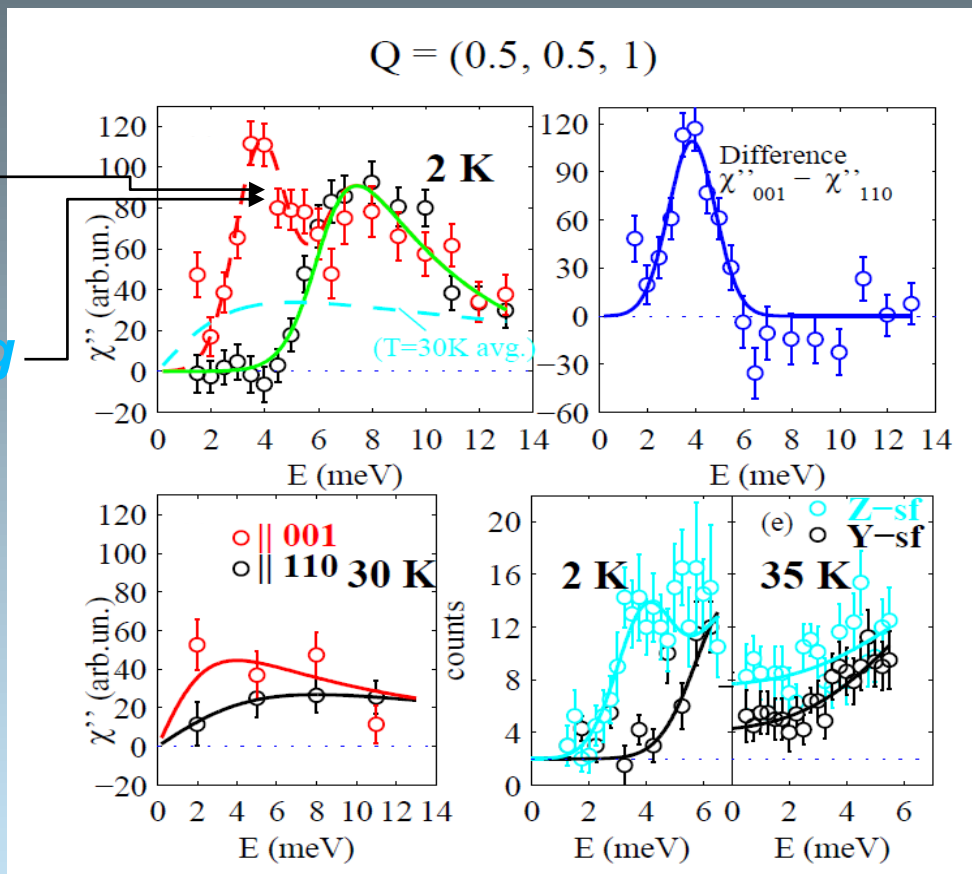 Q = (0.5, 0.5, 1)
120
100
80
60
40
20
0
−20
χ'' (arb.un.)
2 K
(T=30K avg.)
0 2 4 6 8 10 12 14
E (meV)
120
90
60
30
0
−30
−60
Difference
χ''001 − χ''110
0 2 4 6 8 10 12 14
E (meV)
120
100
80
60
40
20
0
−20
χ'' (arb.un.)
|| 001
|| 110 30 K
0 2 4 6 8 10 12 14
E (meV)
20
16
12
8
4
0
counts
2 K
0 2 4 6
E (meV)
(e) Z−sf
Y−sf
35 K
0 2 4 6
E (meV)